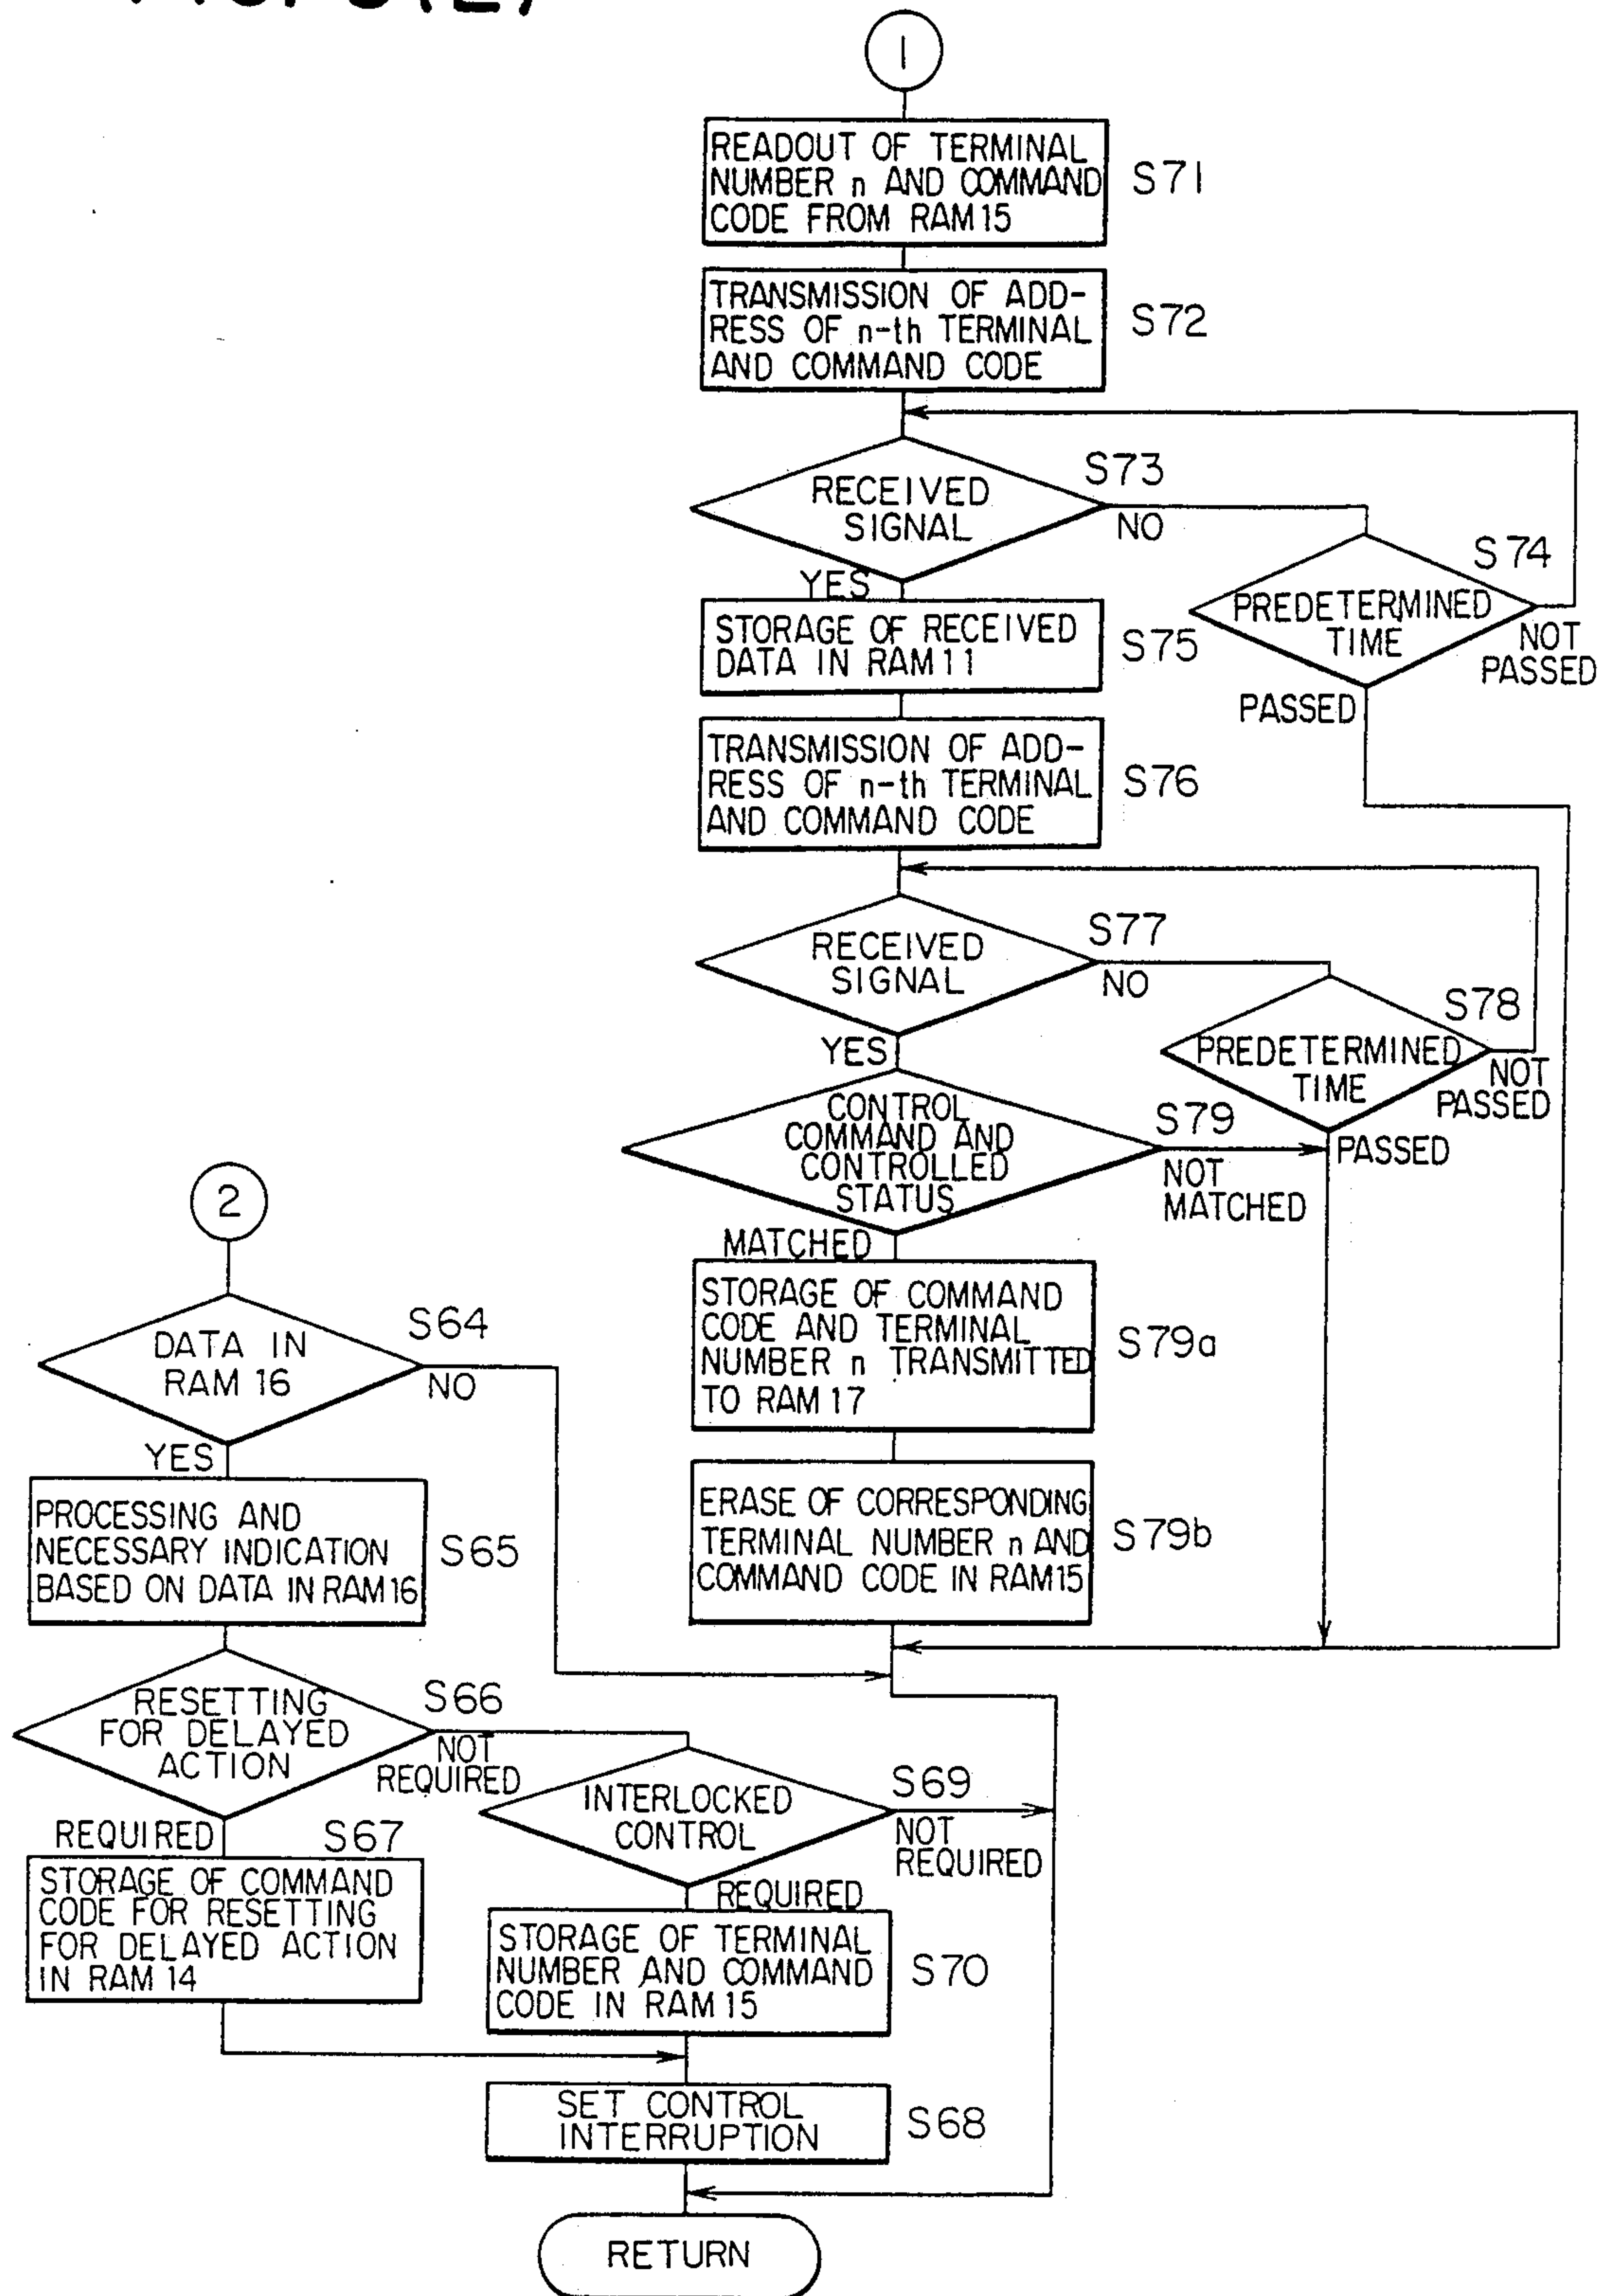 1
READOUT OF TERMINAL
NUMBER n AND COMMAND
CODE FROM RAM 15
S71
TRANSMISSION OF ADD-
RESS OF n-th TERMINAL
AND COMMAND CODE
S72
RECEIVED
SIGNAL
S73
NO
YES
PREDETERMINED
TIME
S74
NOT
PASSED
PASSED
STORAGE OF RECEIVED
DATA IN RAM 11
S75
TRANSMISSION OF ADD-
RESS OF n-th TERMINAL
AND COMMAND CODE
S76
RECEIVED
SIGNAL
S77
NO
YES
PREDETERMINED
TIME
S78
NOT
PASSED
PASSED
CONTROL
COMMAND AND
CONTROLLED
STATUS
S79
NOT
MATCHED
MATCHED
STORAGE OF COMMAND
CODE AND TERMINAL
NUMBER n TRANSMITTED
TO RAM 17
S79a
ERASE OF CORRESPONDING
TERMINAL NUMBER n AND
COMMAND CODE IN RAM 15
S79b
2
DATA IN
RAM 16
S64
NO
YES
PROCESSING AND
NECESSARY INDICATION
BASED ON DATA IN RAM 16
S65
RESETTING
FOR DELAYED
ACTION
S66
NOT
REQUIRED
REQUIRED
S67
STORAGE OF COMMAND
CODE FOR RESETTING
FOR DELAYED ACTION
IN RAM 14
INTERLOCKED
CONTROL
S69
NOT
REQUIRED
REQUIRED
STORAGE OF TERMINAL
NUMBER AND COMMAND
CODE IN RAM 15
S70
SET CONTROL
INTERRUPTION
S68
RETURN